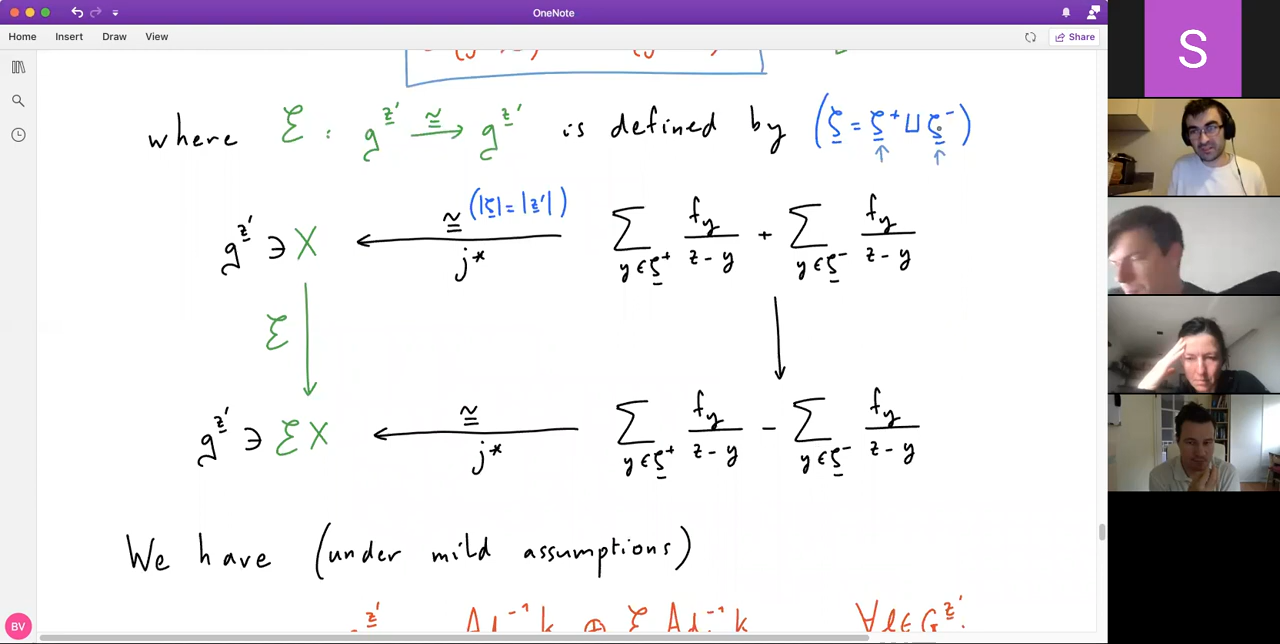 OneNote
Home Insert Draw View
Share
where ℰ : g^{z'} ≅⟶ g^{z'} is defined by (ζ = ζ⁺ ⊔ ζ⁻)
g^{z'} ∋ X ⟵ ≅ (|ζ| = |z'|) j* ∑_{y∈ζ⁺} f_y/(z-y) + ∑_{y∈ζ⁻} f_y/(z-y)
ℰ
g^{z'} ∋ ℰX ⟵ ≅ j* ∑_{y∈ζ⁺} f_y/(z-y) - ∑_{y∈ζ⁻} f_y/(z-y)
We have (under mild assumptions)
BV
S